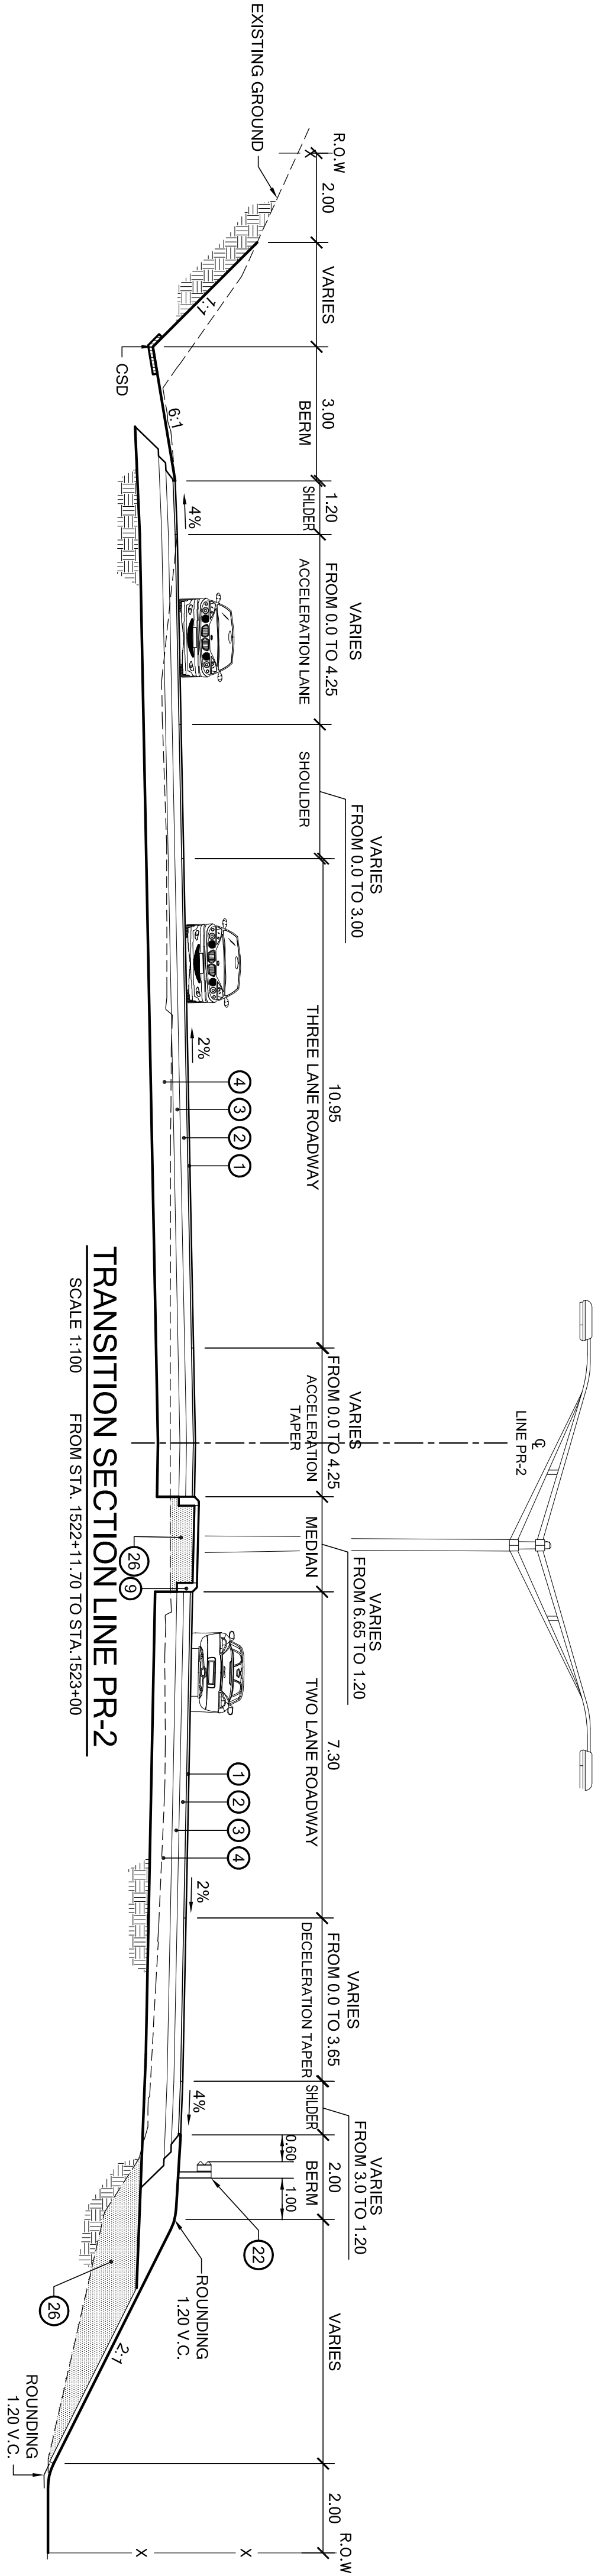 EXISTING GROUND
R.O.W
X
2.00
VARIES
1:1
CSD
3.00
BERM
6:1
1.20
SHLDER
4%
VARIES
FROM 0.0 TO 4.25
ACCELERATION LANE
SHOULDER
VARIES
FROM 0.0 TO 3.00
10.95
THREE LANE ROADWAY
2%
4
3
2
1
VARIES
FROM 0.0 TO 4.25
ACCELERATION
TAPER
℄
LINE PR-2
MEDIAN
VARIES
FROM 6.65 TO 1.20
26
9
7.30
TWO LANE ROADWAY
1
2
3
4
2%
VARIES
FROM 0.0 TO 3.65
DECELERATION TAPER
4%
SHLDER
VARIES
FROM 3.0 TO 1.20
2.00
BERM
0.60
1.00
22
ROUNDING
1.20 V.C.
26
2:1
VARIES
ROUNDING
1.20 V.C.
2.00
R.O.W
X
X
TRANSITION SECTION LINE PR-2
SCALE 1:100 FROM STA. 1522+11.70 TO STA.1523+00